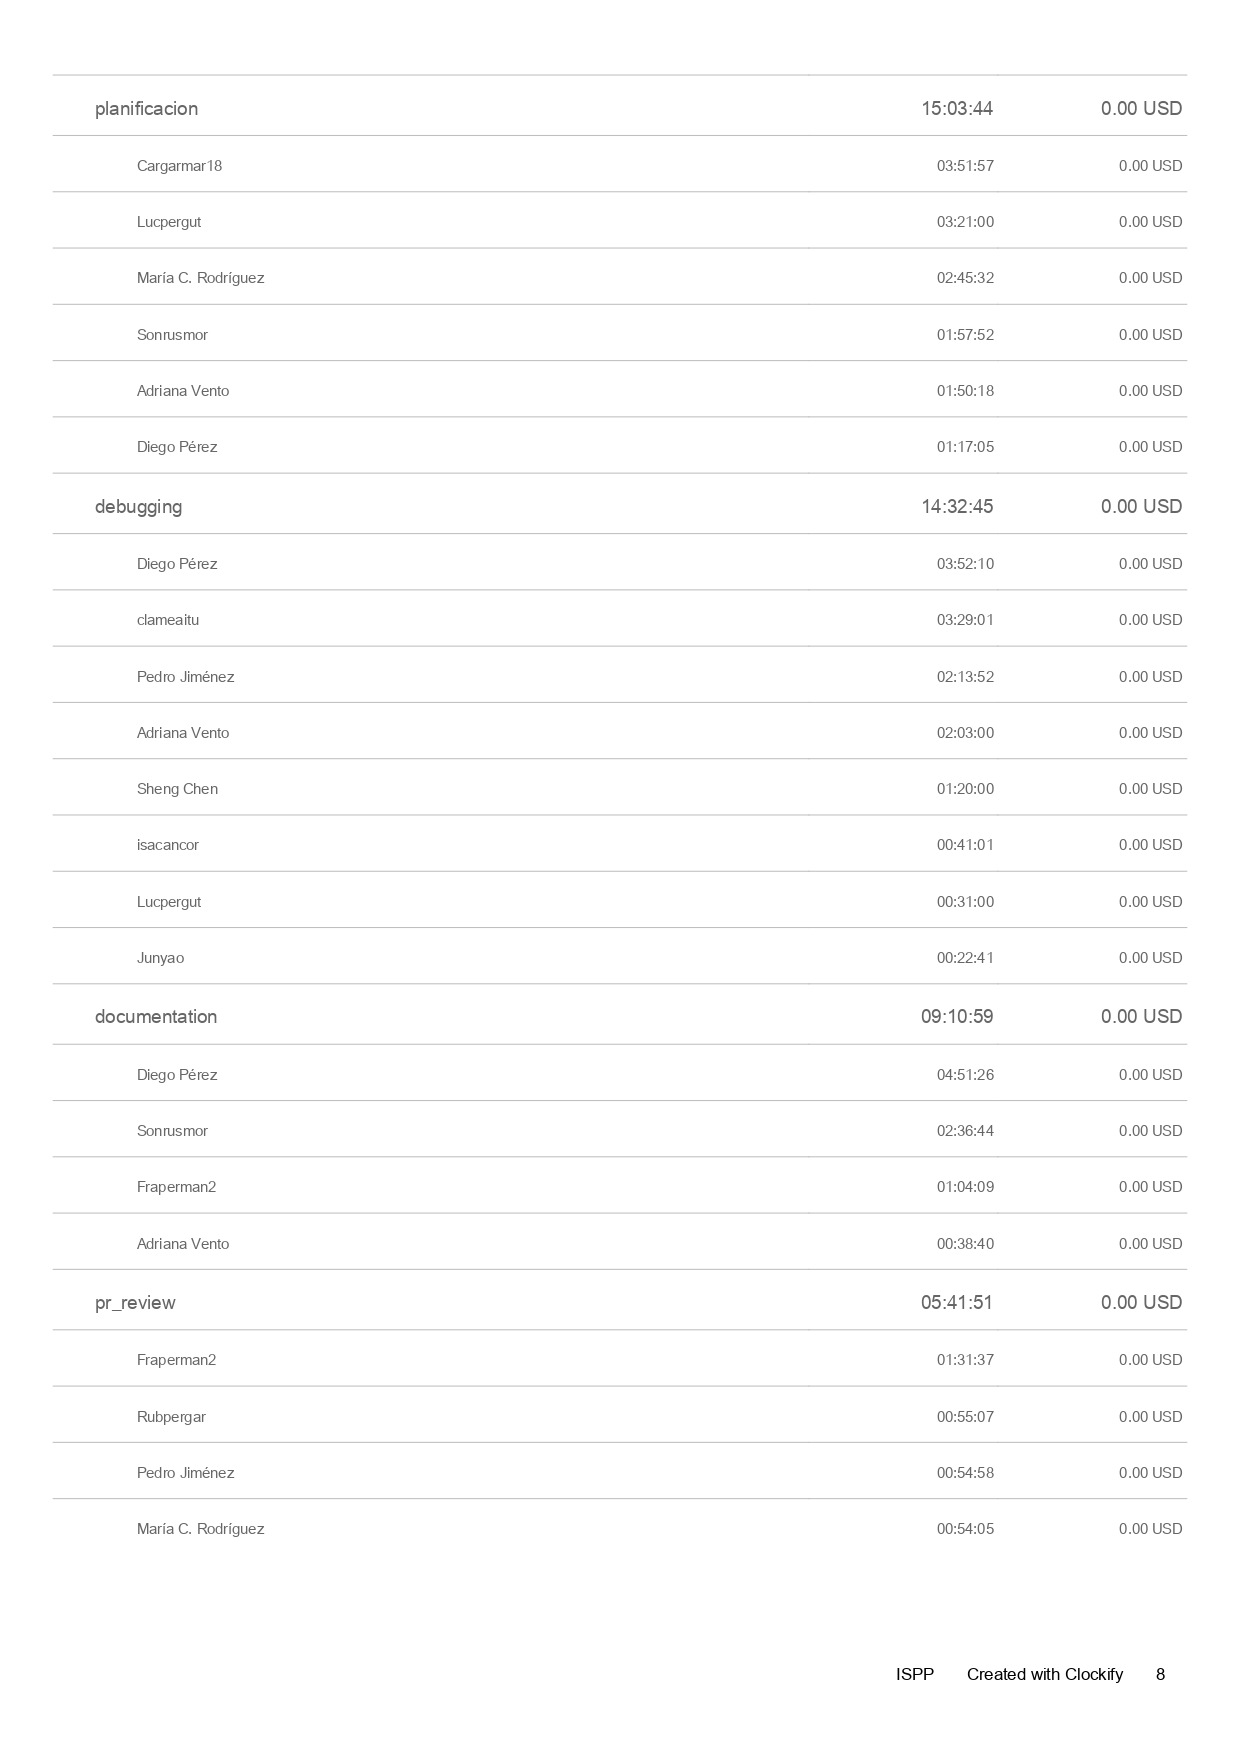 planificacion 15:03:44 0.00 USD
Cargarmar18 03:51:57 0.00 USD
Lucpergut 03:21:00 0.00 USD
María C. Rodríguez 02:45:32 0.00 USD
Sonrusmor 01:57:52 0.00 USD
Adriana Vento 01:50:18 0.00 USD
Diego Pérez 01:17:05 0.00 USD
debugging 14:32:45 0.00 USD
Diego Pérez 03:52:10 0.00 USD
clameaitu 03:29:01 0.00 USD
Pedro Jiménez 02:13:52 0.00 USD
Adriana Vento 02:03:00 0.00 USD
Sheng Chen 01:20:00 0.00 USD
isacancor 00:41:01 0.00 USD
Lucpergut 00:31:00 0.00 USD
Junyao 00:22:41 0.00 USD
documentation 09:10:59 0.00 USD
Diego Pérez 04:51:26 0.00 USD
Sonrusmor 02:36:44 0.00 USD
Fraperman2 01:04:09 0.00 USD
Adriana Vento 00:38:40 0.00 USD
pr_review 05:41:51 0.00 USD
Fraperman2 01:31:37 0.00 USD
Rubpergar 00:55:07 0.00 USD
Pedro Jiménez 00:54:58 0.00 USD
María C. Rodríguez 00:54:05 0.00 USD
ISPP Created with Clockify 8